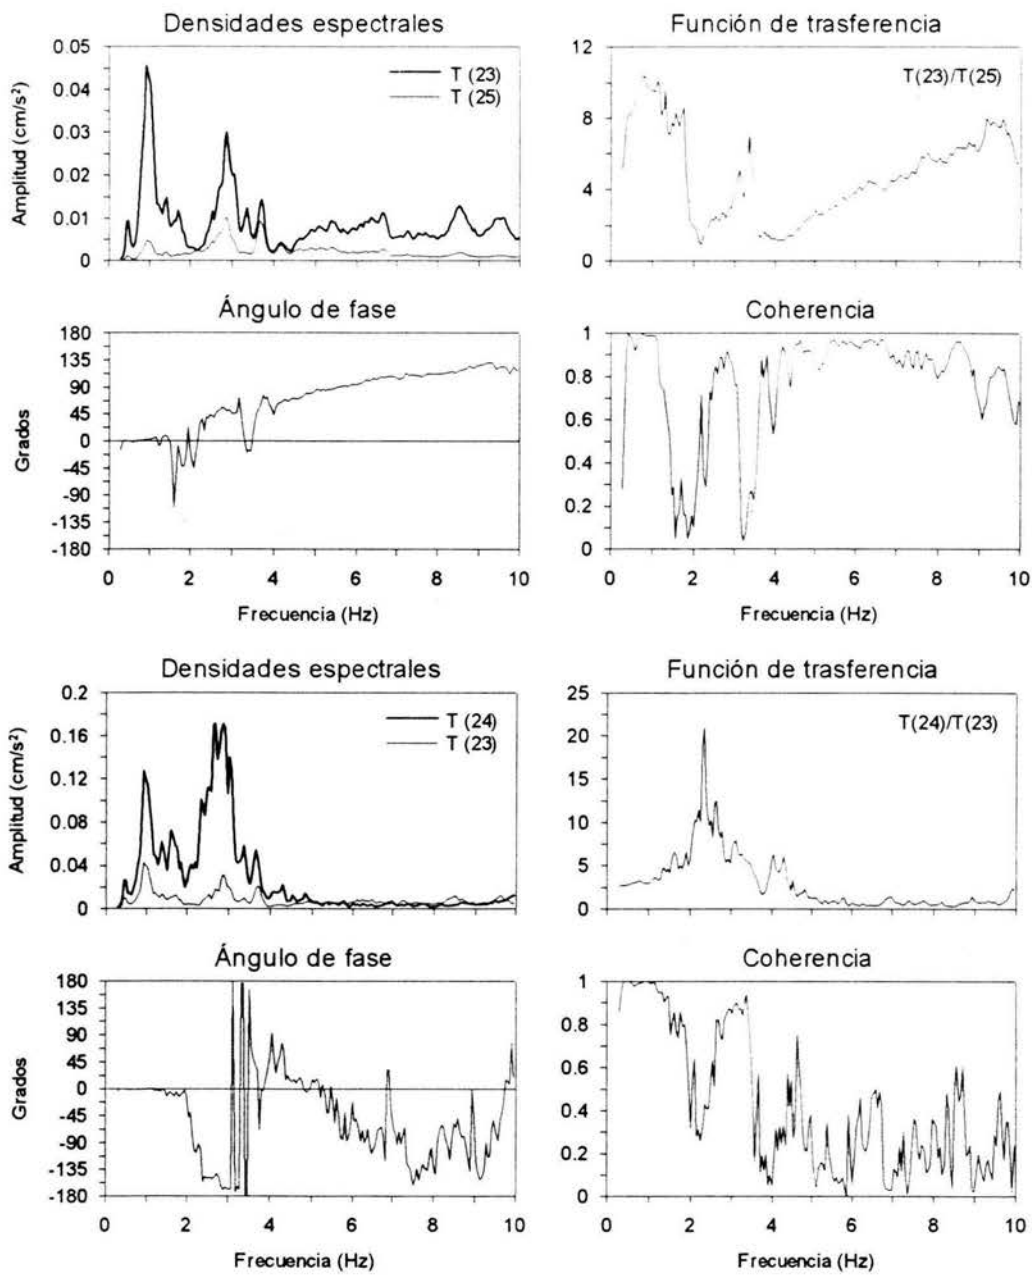 Densidades espectrales
Función de trasferencia
0.05
0.04
0.03
0.02
0.01
0
Amplitud (cm/s²)
T (23)
T (25)
12
8
4
0
T(23)/T(25)
Ángulo de fase
Coherencia
180
135
90
45
0
-45
-90
-135
-180
Grados
1
0.8
0.6
0.4
0.2
0
0 2 4 6 8 10
Frecuencia (Hz)
0 2 4 6 8 10
Frecuencia (Hz)
Densidades espectrales
Función de trasferencia
0.2
0.16
0.12
0.08
0.04
0
Amplitud (cm/s²)
T (24)
T (23)
25
20
15
10
5
0
T(24)/T(23)
Ángulo de fase
Coherencia
180
135
90
45
0
-45
-90
-135
-180
Grados
1
0.8
0.6
0.4
0.2
0
0 2 4 6 8 10
Frecuencia (Hz)
0 2 4 6 8 10
Frecuencia (Hz)